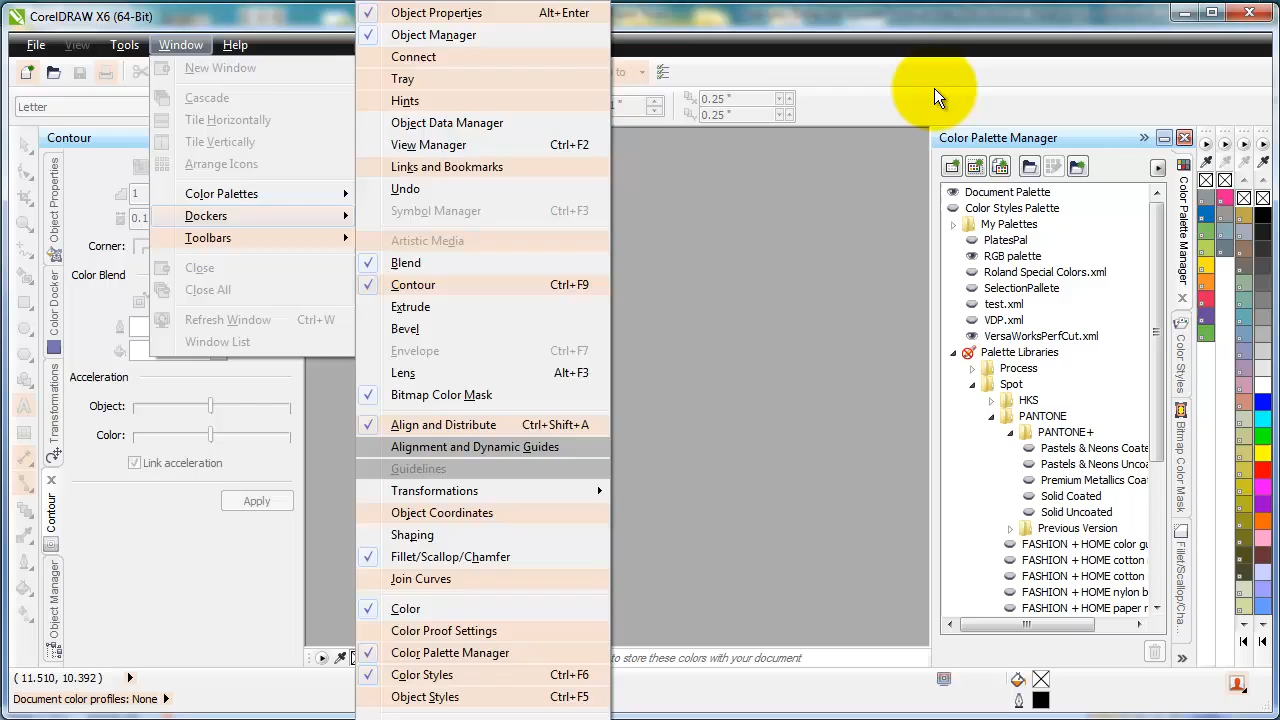 CorelDRAW X6 (64-Bit)
File View Tools Window Help
Letter
0.25 "
0.25 "
New Window
Cascade
Tile Horizontally
Tile Vertically
Arrange Icons
Color Palettes
Dockers
Toolbars
Close
Close All
Refresh Window Ctrl+W
Window List
Object Properties Alt+Enter
Object Manager
Connect
Tray
Hints
Object Data Manager
View Manager Ctrl+F2
Links and Bookmarks
Undo
Symbol Manager Ctrl+F3
Artistic Media
Blend
Contour Ctrl+F9
Extrude
Bevel
Envelope Ctrl+F7
Lens Alt+F3
Bitmap Color Mask
Align and Distribute Ctrl+Shift+A
Alignment and Dynamic Guides
Guidelines
Transformations
Object Coordinates
Shaping
Fillet/Scallop/Chamfer
Join Curves
Color
Color Proof Settings
Color Palette Manager
Color Styles Ctrl+F6
Object Styles Ctrl+F5
Contour
1
0.1
Corner:
Color Blend
Acceleration
Object:
Color:
Link acceleration
Apply
Object Properties
Color Docker
Transformations
Contour
Object Manager
Color Palette Manager
Document Palette
Color Styles Palette
My Palettes
PlatesPal
RGB palette
Roland Special Colors.xml
SelectionPallete
test.xml
VDP.xml
VersaWorksPerfCut.xml
Palette Libraries
Process
Spot
HKS
PANTONE
PANTONE+
Pastels & Neons Coate
Pastels & Neons Uncoa
Premium Metallics Coa
Solid Coated
Solid Uncoated
Previous Version
FASHION + HOME color gu
FASHION + HOME cotton
FASHION + HOME cotton
FASHION + HOME nylon b
FASHION + HOME paper r
Color Palette Manager
Color Styles
Bitmap Color Mask
Fillet/Scallop/Cha...
to store these colors with your document
( 11.510, 10.392 )
Document color profiles: None